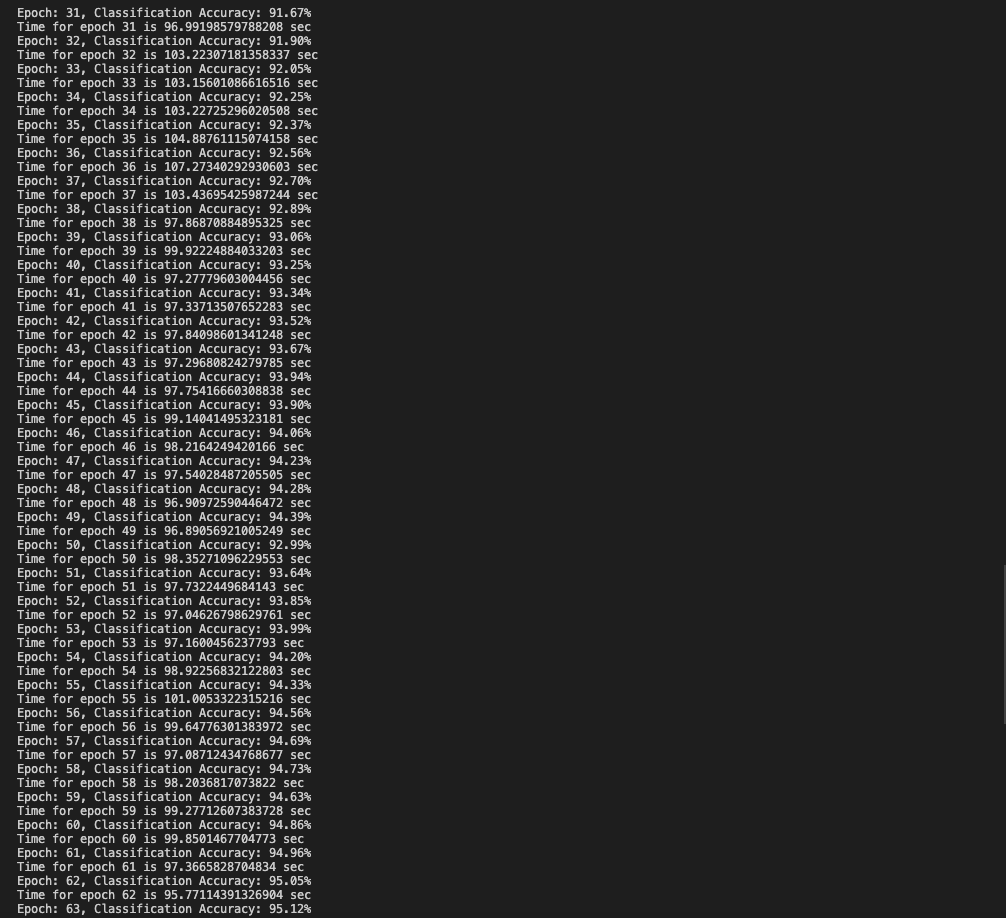 Epoch: 31, Classification Accuracy: 91.67%
Time for epoch 31 is 96.99198579788208 sec
Epoch: 32, Classification Accuracy: 91.90%
Time for epoch 32 is 103.22307181358337 sec
Epoch: 33, Classification Accuracy: 92.05%
Time for epoch 33 is 103.15601086616516 sec
Epoch: 34, Classification Accuracy: 92.25%
Time for epoch 34 is 103.22725296020508 sec
Epoch: 35, Classification Accuracy: 92.37%
Time for epoch 35 is 104.88761115074158 sec
Epoch: 36, Classification Accuracy: 92.56%
Time for epoch 36 is 107.27340292930603 sec
Epoch: 37, Classification Accuracy: 92.70%
Time for epoch 37 is 103.43695425987244 sec
Epoch: 38, Classification Accuracy: 92.89%
Time for epoch 38 is 97.86870884895325 sec
Epoch: 39, Classification Accuracy: 93.06%
Time for epoch 39 is 99.92224884033203 sec
Epoch: 40, Classification Accuracy: 93.25%
Time for epoch 40 is 97.27779603004456 sec
Epoch: 41, Classification Accuracy: 93.34%
Time for epoch 41 is 97.33713507652283 sec
Epoch: 42, Classification Accuracy: 93.52%
Time for epoch 42 is 97.84098601341248 sec
Epoch: 43, Classification Accuracy: 93.67%
Time for epoch 43 is 97.29680824279785 sec
Epoch: 44, Classification Accuracy: 93.94%
Time for epoch 44 is 97.75416660308838 sec
Epoch: 45, Classification Accuracy: 93.90%
Time for epoch 45 is 99.14041495323181 sec
Epoch: 46, Classification Accuracy: 94.06%
Time for epoch 46 is 98.2164249420166 sec
Epoch: 47, Classification Accuracy: 94.23%
Time for epoch 47 is 97.54028487205505 sec
Epoch: 48, Classification Accuracy: 94.28%
Time for epoch 48 is 96.90972590446472 sec
Epoch: 49, Classification Accuracy: 94.39%
Time for epoch 49 is 96.89056921005249 sec
Epoch: 50, Classification Accuracy: 92.99%
Time for epoch 50 is 98.35271096229553 sec
Epoch: 51, Classification Accuracy: 93.64%
Time for epoch 51 is 97.7322449684143 sec
Epoch: 52, Classification Accuracy: 93.85%
Time for epoch 52 is 97.04626798629761 sec
Epoch: 53, Classification Accuracy: 93.99%
Time for epoch 53 is 97.1600456237793 sec
Epoch: 54, Classification Accuracy: 94.20%
Time for epoch 54 is 98.92256832122803 sec
Epoch: 55, Classification Accuracy: 94.33%
Time for epoch 55 is 101.0053322315216 sec
Epoch: 56, Classification Accuracy: 94.56%
Time for epoch 56 is 99.64776301383972 sec
Epoch: 57, Classification Accuracy: 94.69%
Time for epoch 57 is 97.08712434768677 sec
Epoch: 58, Classification Accuracy: 94.73%
Time for epoch 58 is 98.2036817073822 sec
Epoch: 59, Classification Accuracy: 94.63%
Time for epoch 59 is 99.27712607383728 sec
Epoch: 60, Classification Accuracy: 94.86%
Time for epoch 60 is 99.8501467704773 sec
Epoch: 61, Classification Accuracy: 94.96%
Time for epoch 61 is 97.3665828704834 sec
Epoch: 62, Classification Accuracy: 95.05%
Time for epoch 62 is 95.77114391326904 sec
Epoch: 63, Classification Accuracy: 95.12%